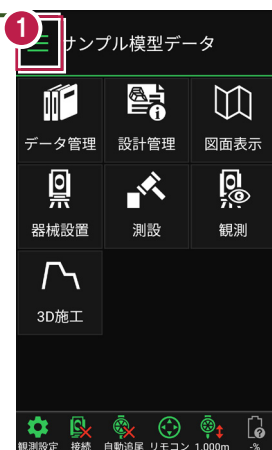 1
サンプル模型データ
データ管理 設計管理 図面表示
器械設置 測設 観測
3D施工
観測設定 接続 自動追尾 リモコン 1.000m -%